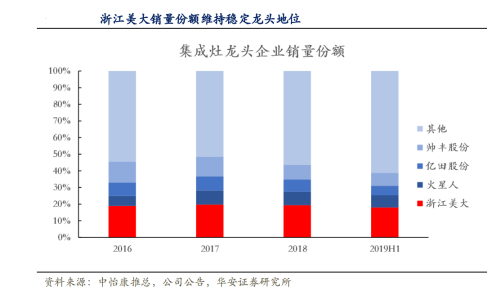 浙江美大销量份额维持稳定龙头地位
集成灶龙头企业销量份额
100%
90%
80%
70%
60%
50%
40%
30%
20%
10%
0%
2016
2017
2018
2019H1
其他
帅丰股份
亿田股份
火星人
浙江美大
资料来源：中怡康推总，公司公告，华安证券研究所